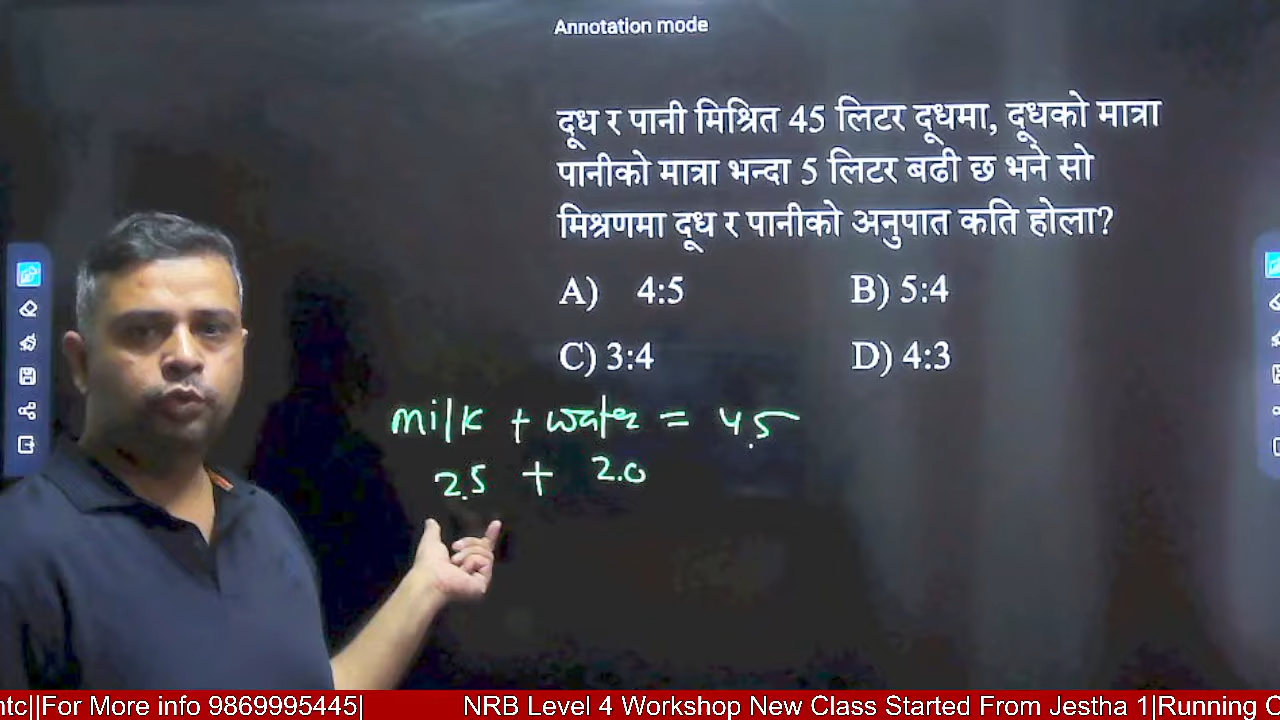 Annotation mode
दूध र पानी मिश्रित 45 लिटर दूधमा, दूधको मात्रा
पानीको मात्रा भन्दा 5 लिटर बढी छ भने सो
मिश्रणमा दूध र पानीको अनुपात कति होला?
A) 4:5 B) 5:4
C) 3:4 D) 4:3
milk + water = 45
25 + 20
ntc||For More info 9869995445| NRB Level 4 Workshop New Class Started From Jestha 1|Running